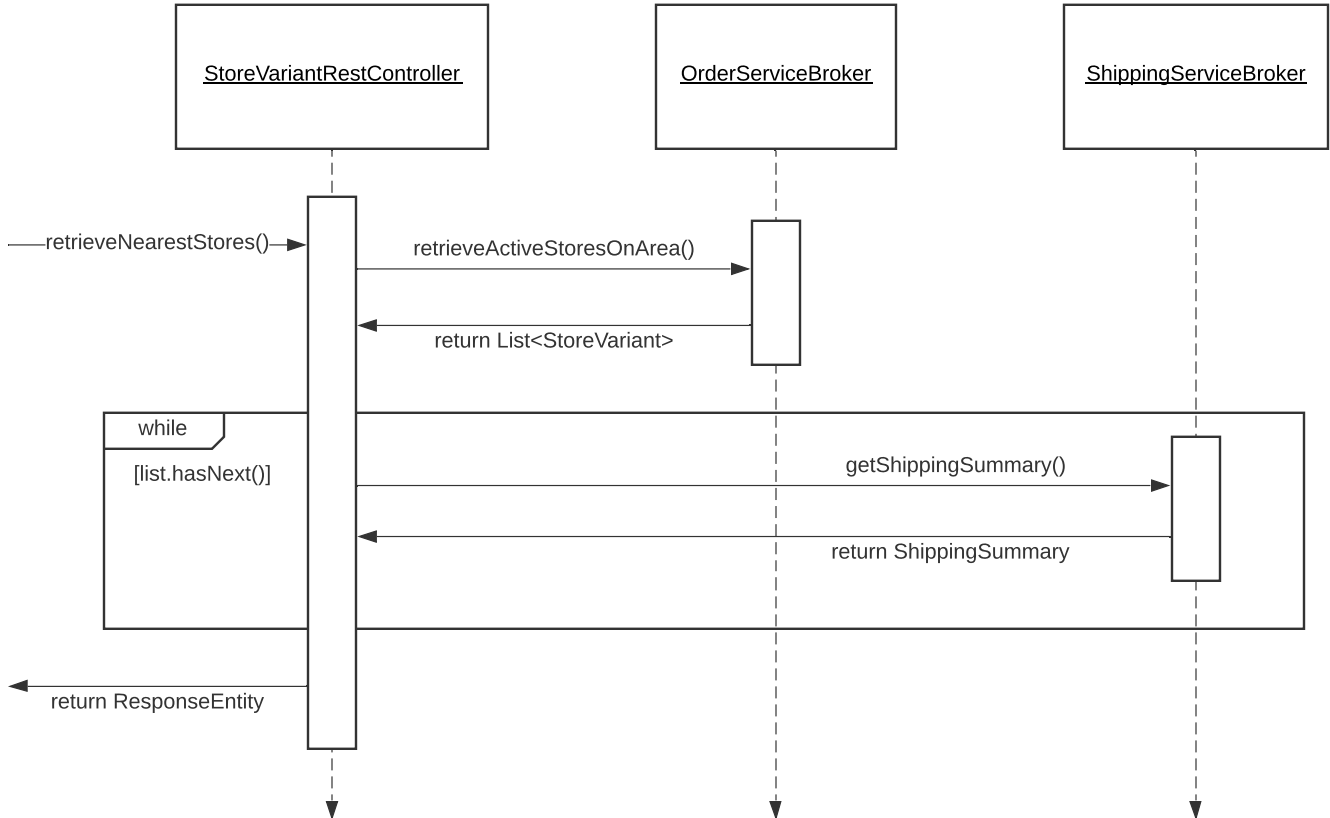 StoreVariantRestController
OrderServiceBroker
ShippingServiceBroker
retrieveNearestStores()
retrieveActiveStoresOnArea()
return List<StoreVariant>
while
[list.hasNext()]
getShippingSummary()
return ShippingSummary
return ResponseEntity